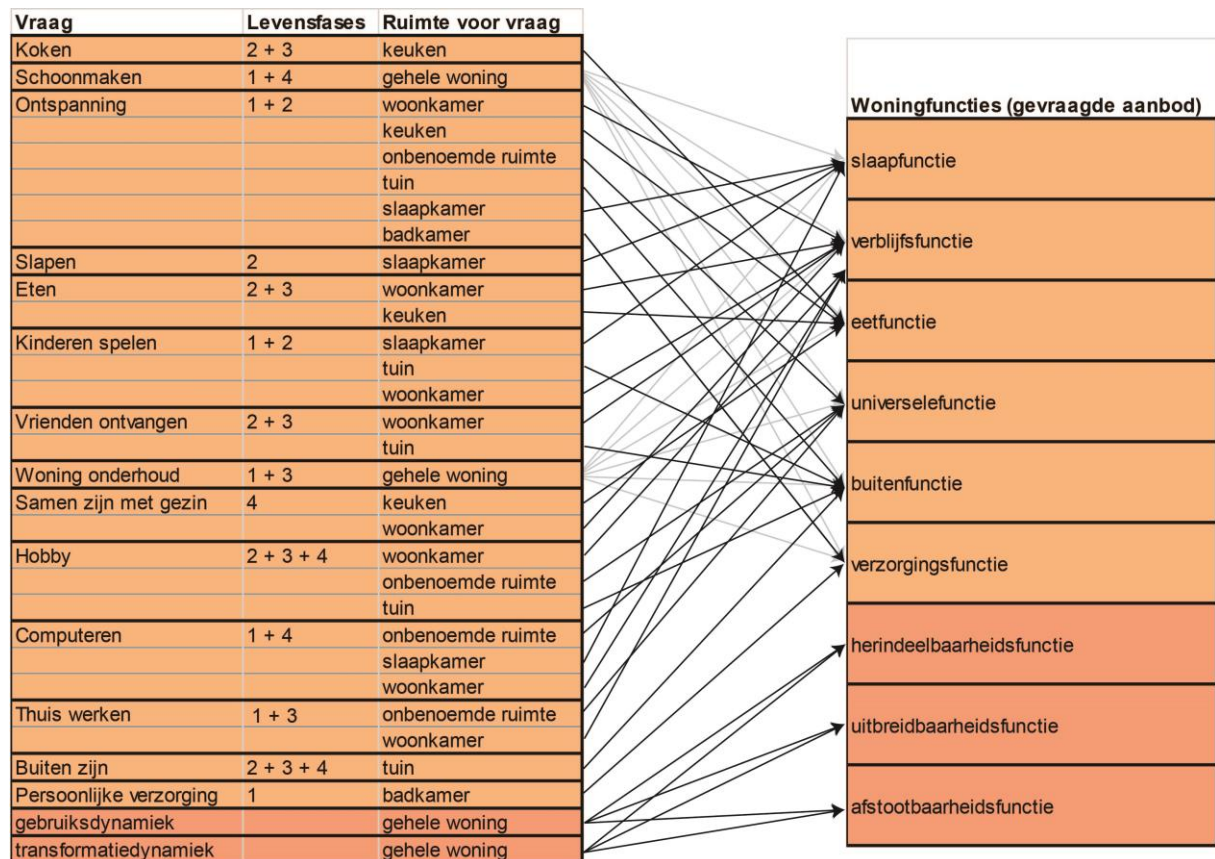 Vraag Levensfases Ruimte voor vraag
Koken 2 + 3 keuken
Schoonmaken 1 + 4 gehele woning
Ontspanning 1 + 2 woonkamer
keuken
onbenoemde ruimte
tuin
slaapkamer
badkamer
Slapen 2 slaapkamer
Eten 2 + 3 woonkamer
keuken
Kinderen spelen 1 + 2 slaapkamer
tuin
woonkamer
Vrienden ontvangen 2 + 3 woonkamer
tuin
Woning onderhoud 1 + 3 gehele woning
Samen zijn met gezin 4 keuken
woonkamer
Hobby 2 + 3 + 4 woonkamer
onbenoemde ruimte
tuin
Computeren 1 + 4 onbenoemde ruimte
slaapkamer
woonkamer
Thuis werken 1 + 3 onbenoemde ruimte
woonkamer
Buiten zijn 2 + 3 + 4 tuin
Persoonlijke verzorging 1 badkamer
gebruiksdynamiek gehele woning
transformatiedynamiek gehele woning
Woningfuncties (gevraagde aanbod)
slaapfunctie
verblijfsfunctie
eetfunctie
universelefunctie
buitenfunctie
verzorgingsfunctie
herindeelbaarheidsfunctie
uitbreidbaarheidsfunctie
afstootbaarheidsfunctie